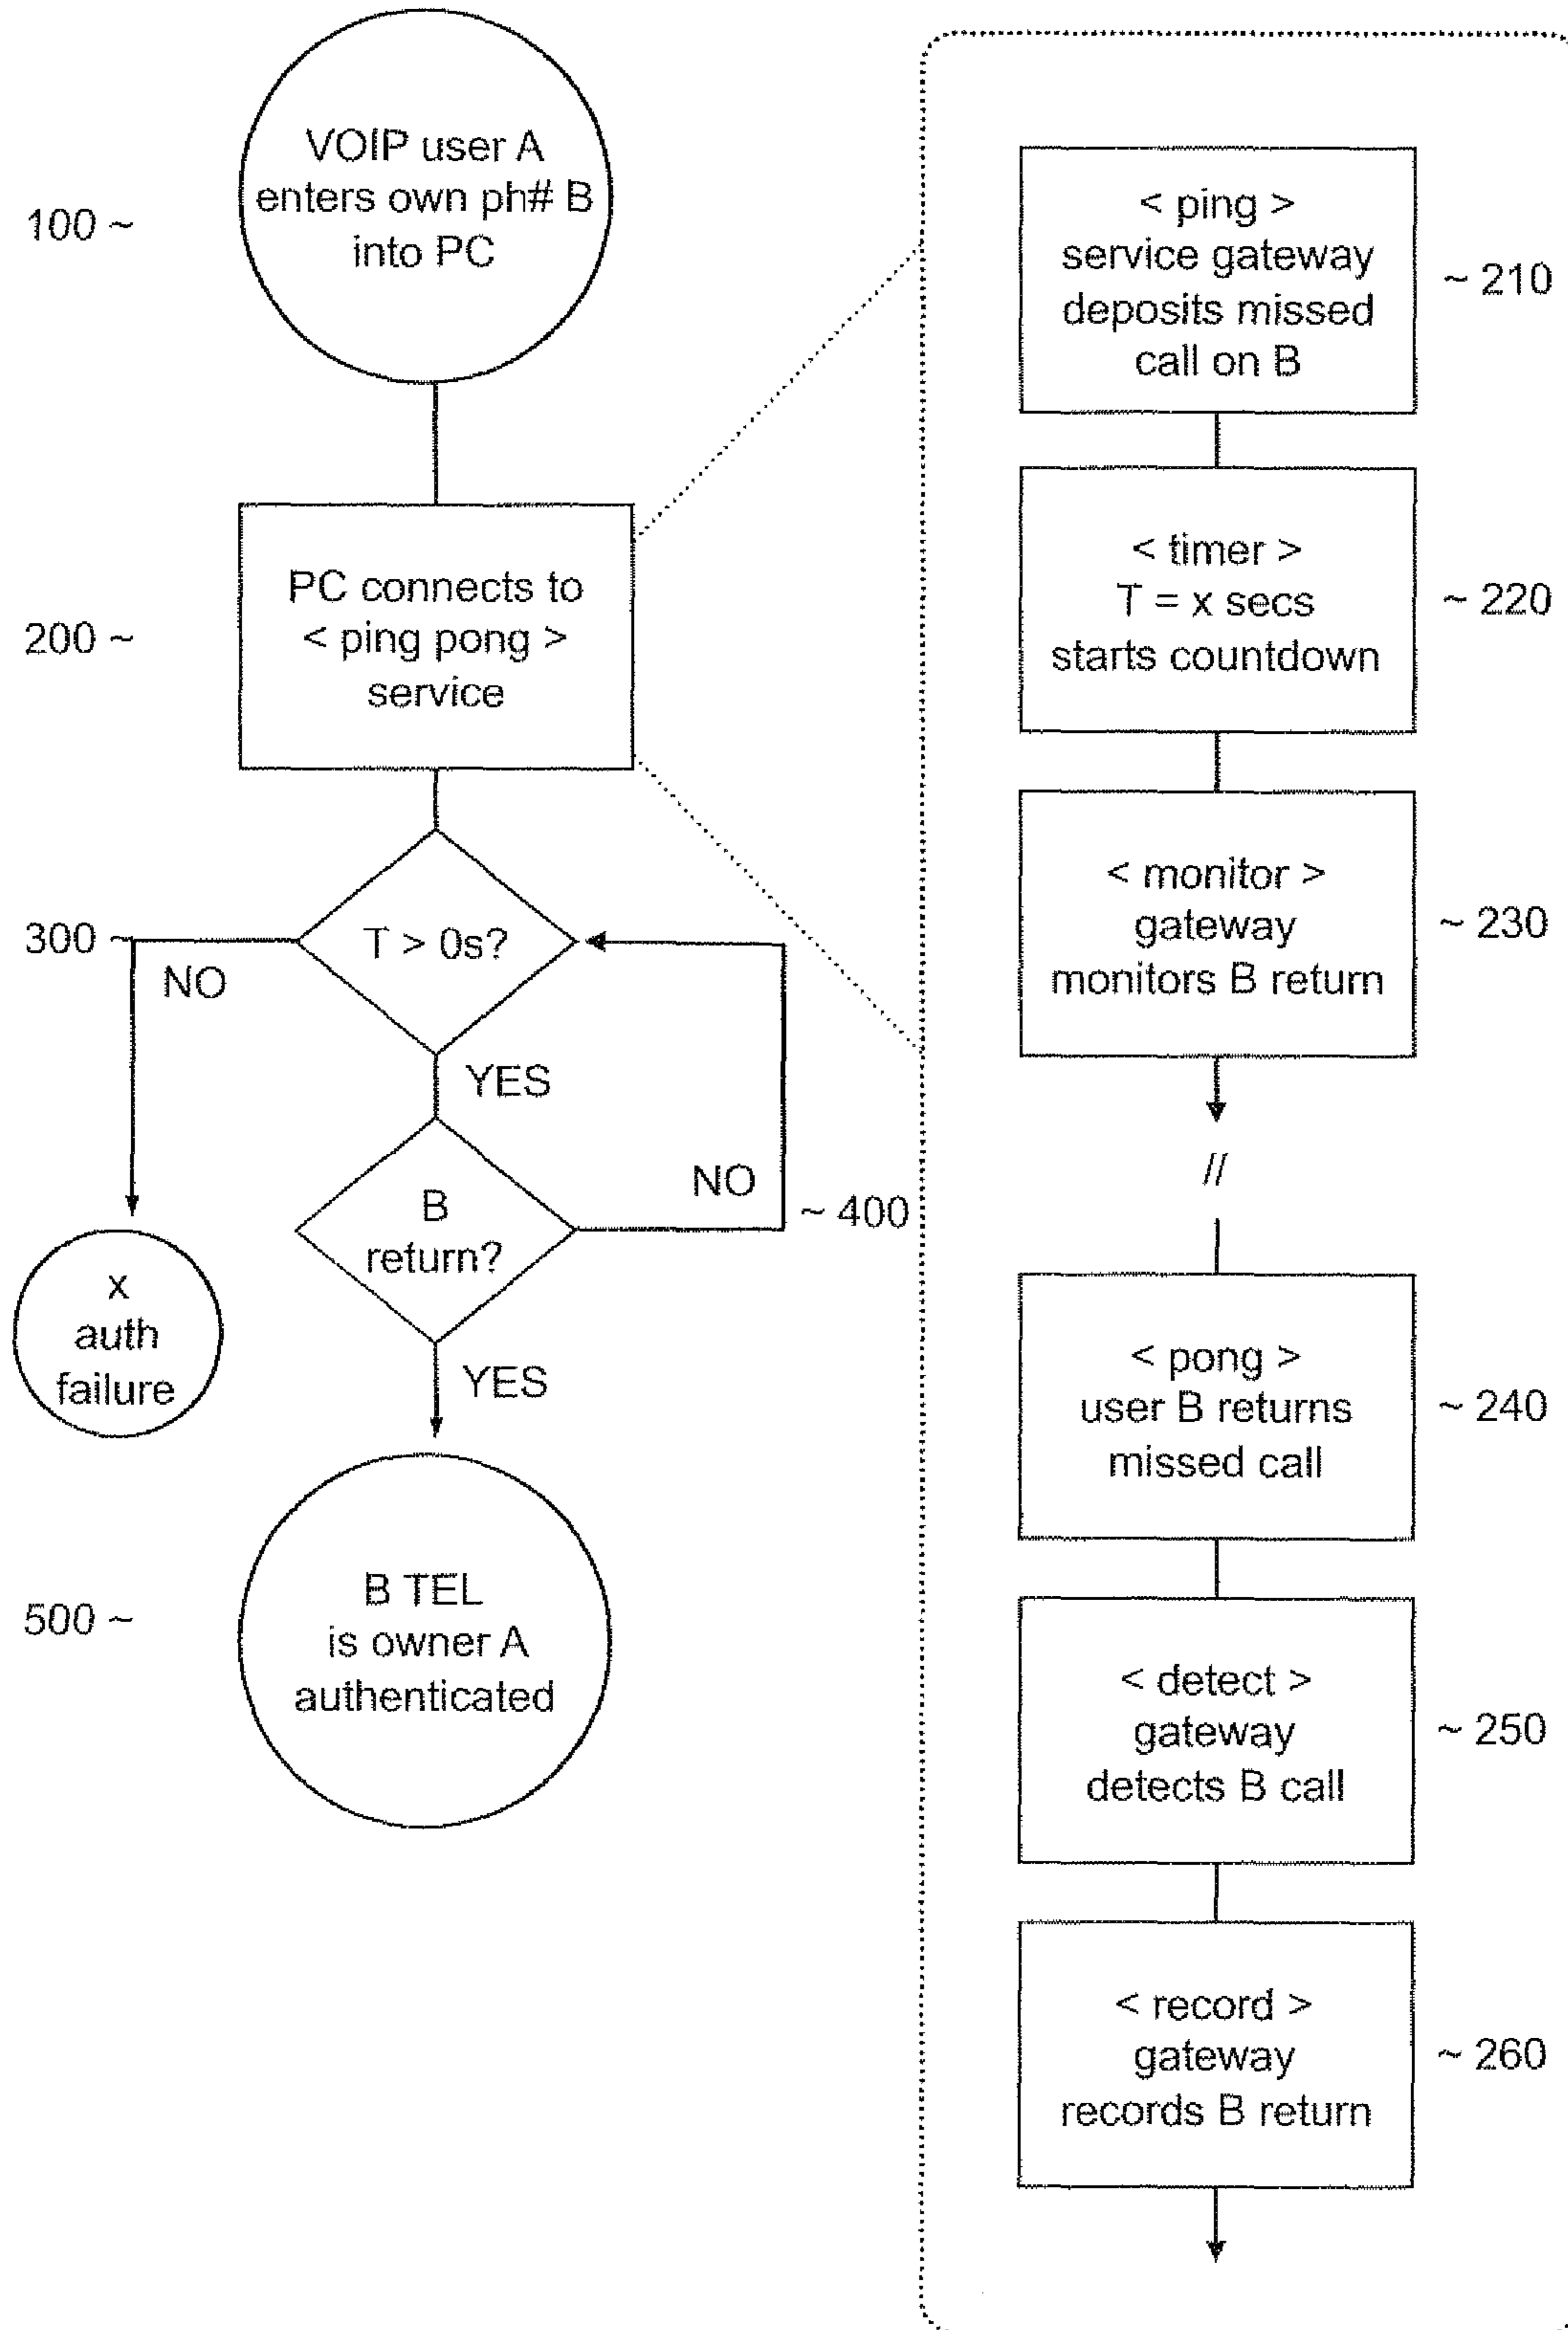 VOIP user A
enters own ph# B
into PC
100 ~
PC connects to
< ping pong >
service
200 ~
T > 0s?
300 ~
NO
YES
B
return?
NO
~ 400
YES
x
auth
failure
B TEL
is owner A
authenticated
500 ~
< ping >
service gateway
deposits missed
call on B
~ 210
< timer >
T = x secs
starts countdown
~ 220
< monitor >
gateway
monitors B return
~ 230
//
< pong >
user B returns
missed call
~ 240
< detect >
gateway
detects B call
~ 250
< record >
gateway
records B return
~ 260